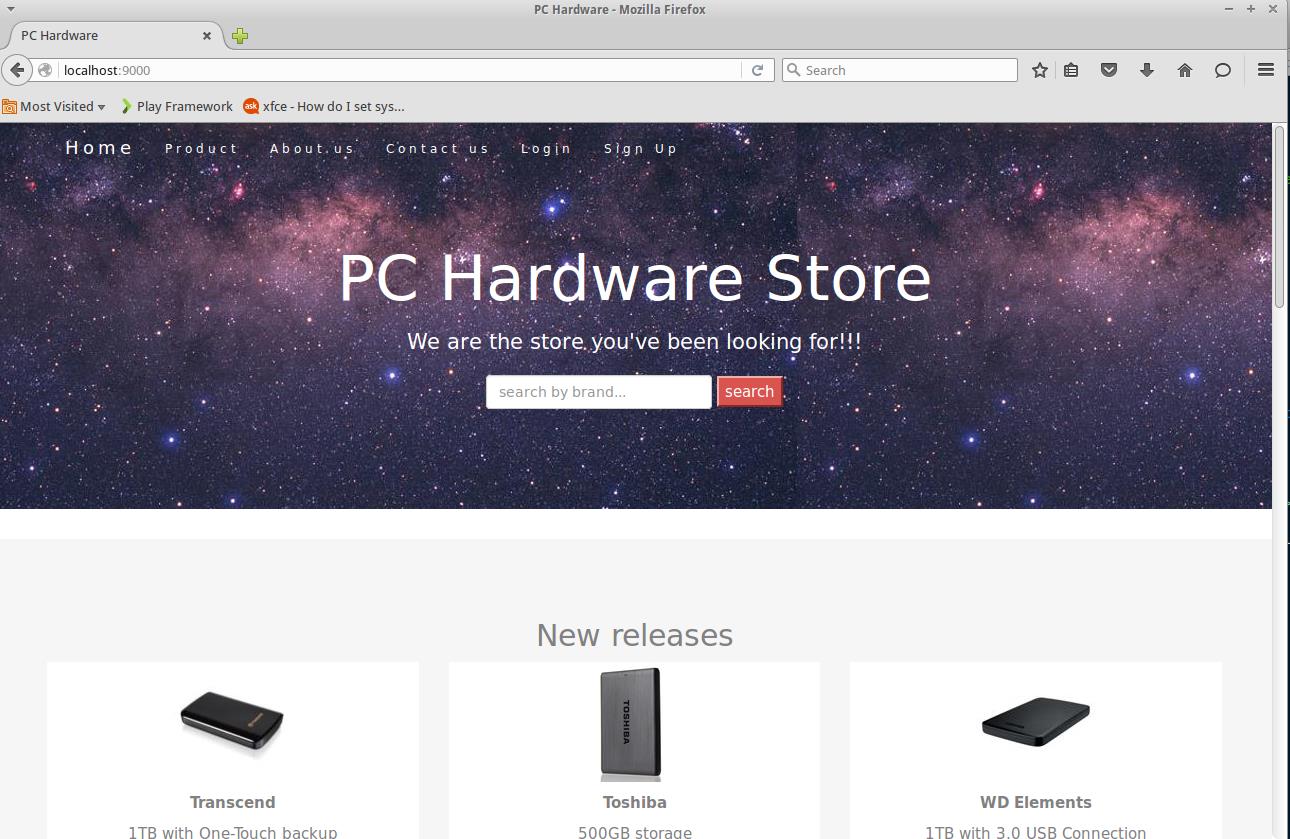 PC Hardware - Mozilla Firefox
PC Hardware
localhost:9000
Search
Most Visited
Play Framework
ask
xfce - How do I set sys...
Home Product About us Contact us Login Sign Up
PC Hardware Store
We are the store you've been looking for!!!
search by brand... search
New releases
TOSHIBA
Transcend Toshiba WD Elements
1TB with One-Touch backup 500GB storage 1TB with 3.0 USB Connection